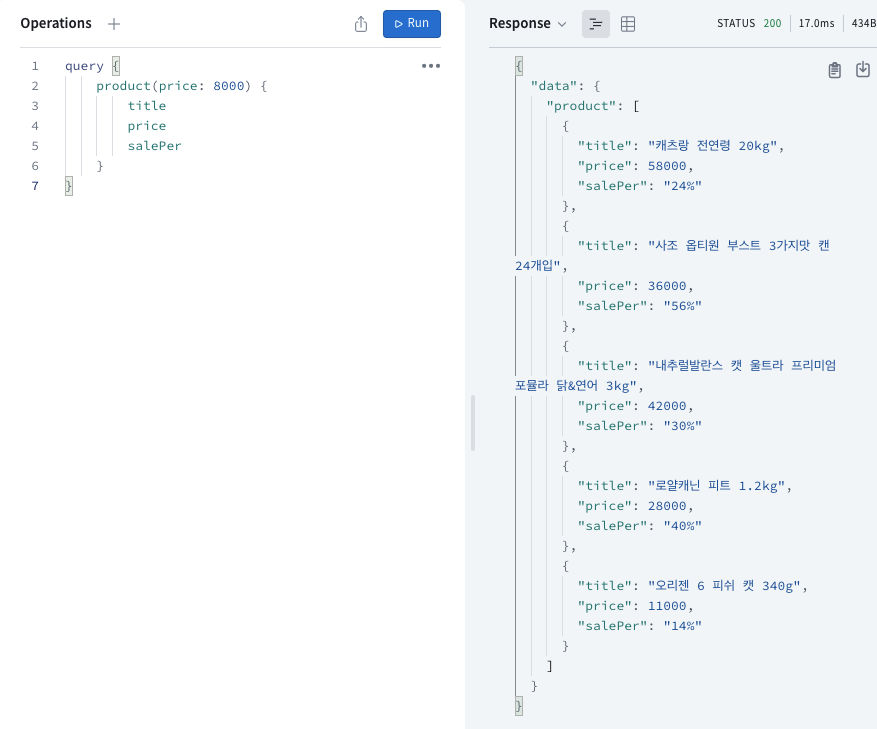 Operations
Run
1 query {
2 product(price: 8000) {
3 title
4 price
5 salePer
6 }
7 }
Response
STATUS 200 17.0ms 434B
{
"data": {
"product": [
{
"title": "캐츠랑 전연령 20kg",
"price": 58000,
"salePer": "24%"
},
{
"title": "사조 옵티원 부스트 3가지맛 캔
24개입",
"price": 36000,
"salePer": "56%"
},
{
"title": "내추럴발란스 캣 울트라 프리미엄
포뮬라 닭&연어 3kg",
"price": 42000,
"salePer": "30%"
},
{
"title": "로얄캐닌 피트 1.2kg",
"price": 28000,
"salePer": "40%"
},
{
"title": "오리젠 6 피쉬 캣 340g",
"price": 11000,
"salePer": "14%"
}
]
}
}